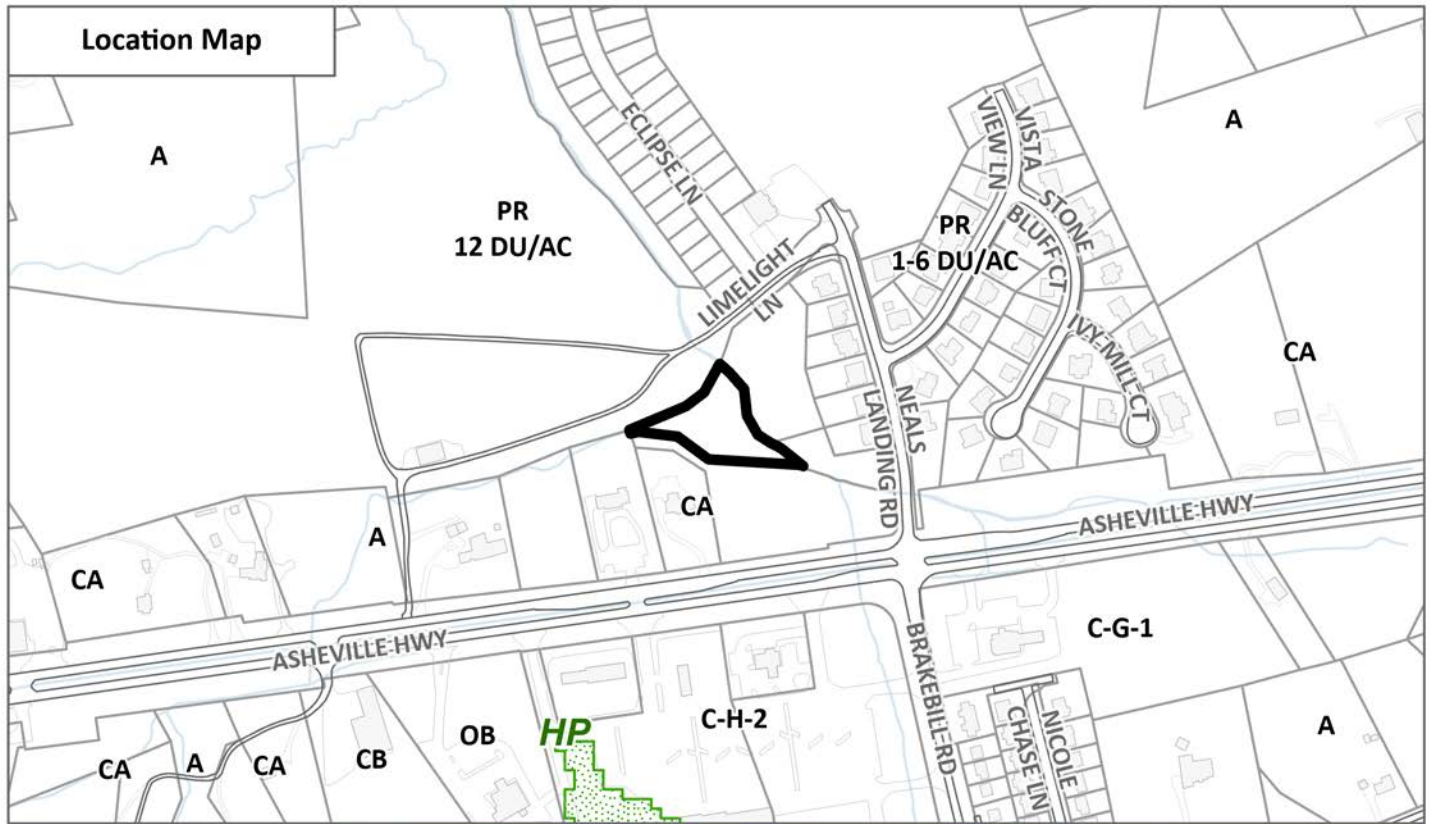 Location Map
A
PR
12 DU/AC
ECLIPSE LN
LIMELIGHT
LN
VISTA
VIEW LN
PR
1-6 DU/AC
STONE
BLUFF CT
IVY MILL CT
A
CA
NEALS
LANDING RD
CA
A
CA
ASHEVILLE HWY
ASHEVILLE HWY
BRAKEBILL RD
C-G-1
NICOLE
CHASE LN
A
C-H-2
HP
OB
CB
CA
A
CA